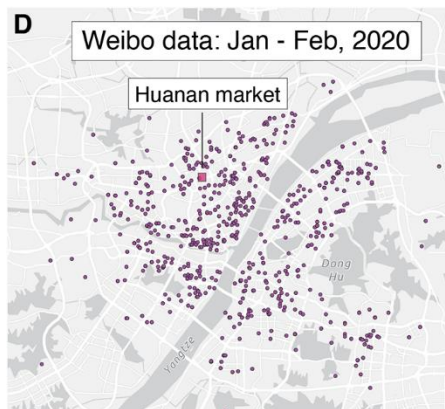 D
Weibo data: Jan - Feb, 2020
Huanan market
Dong
Hu
Yangtze